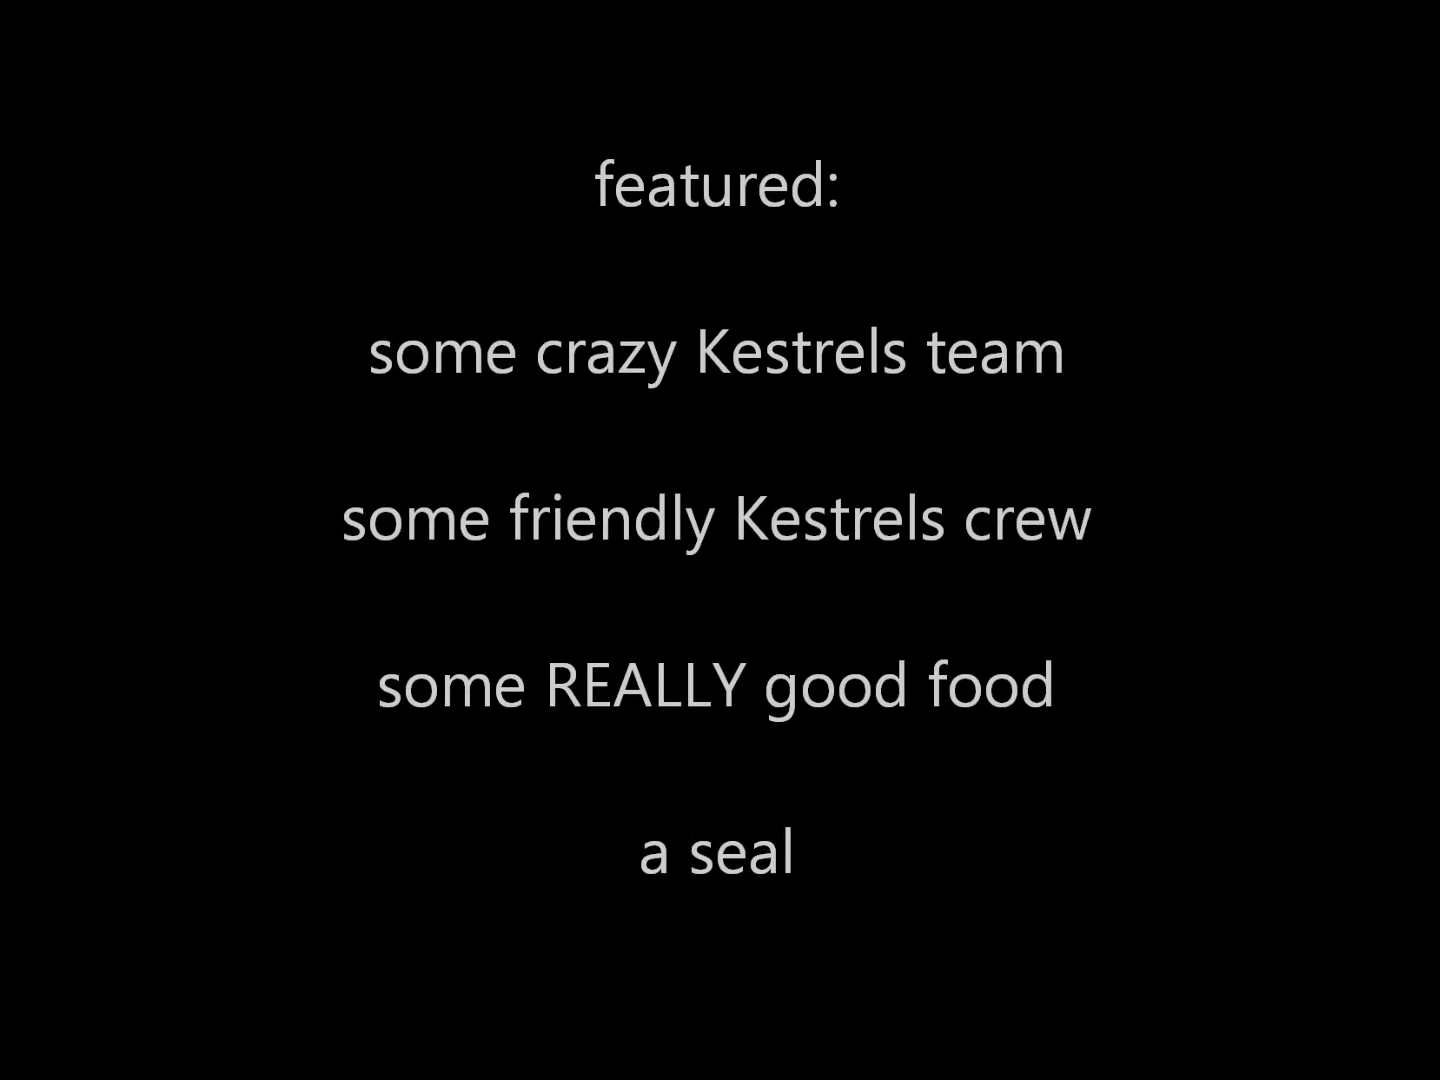 featured:
some crazy Kestrels team
some friendly Kestrels crew
some REALLY good food
a seal